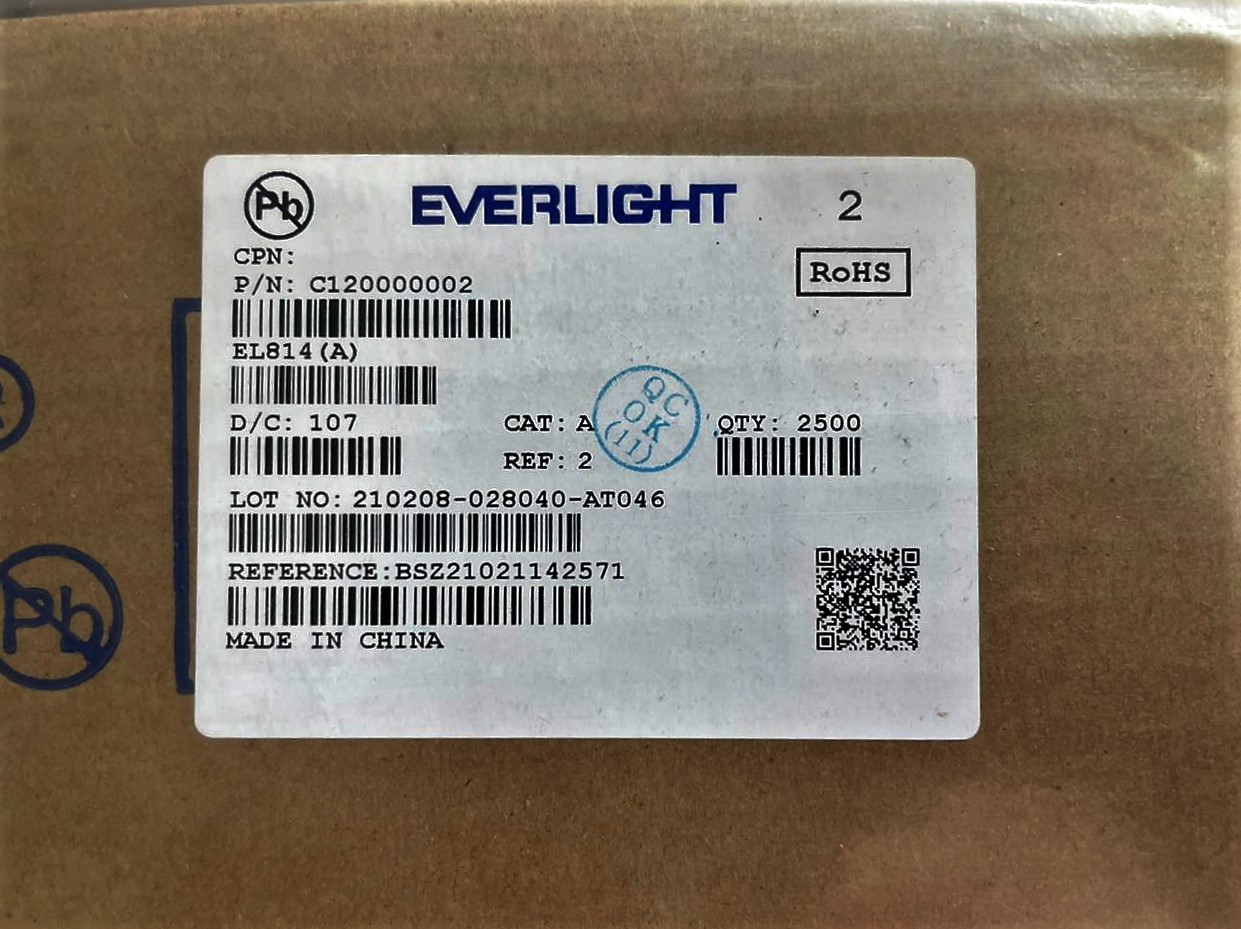 Pb EVERLIGHT 2
CPN:
P/N: C120000002
RoHS
EL814(A)
D/C: 107 CAT: A QTY: 2500
REF: 2
QC
OK
(11)
LOT NO: 210208-028040-AT046
REFERENCE:BSZ21021142571
MADE IN CHINA
Pb